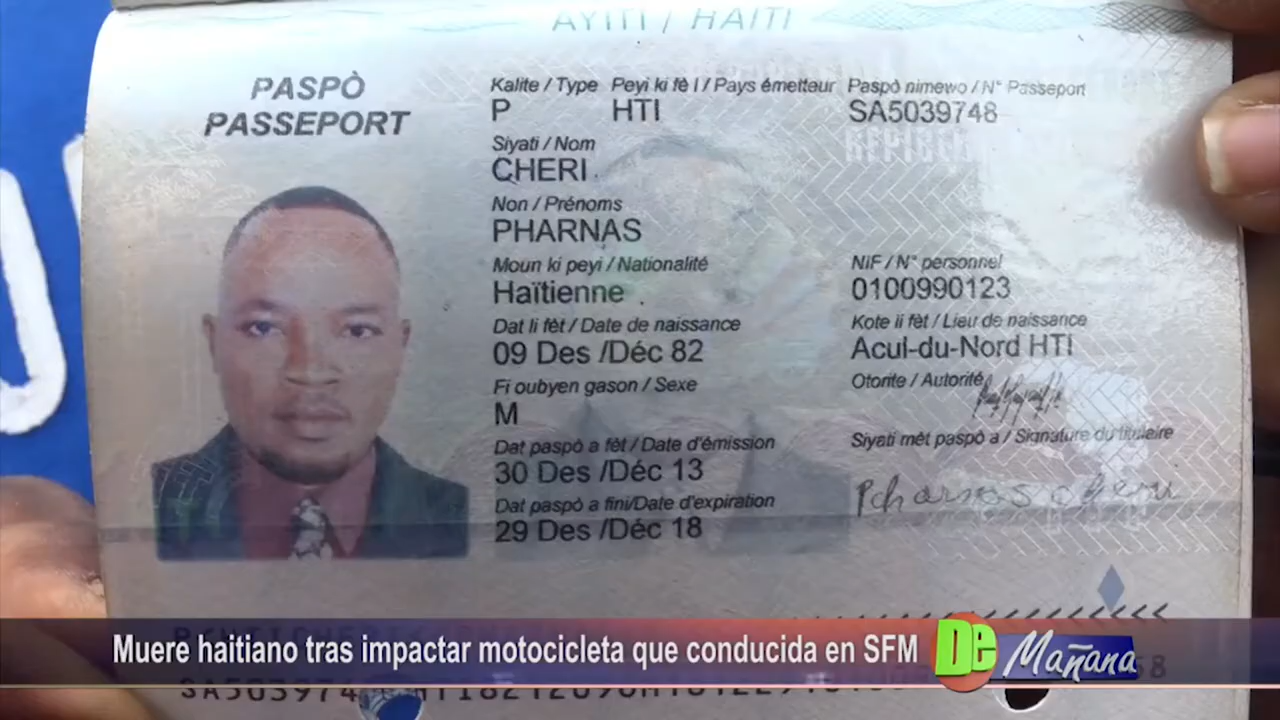 AYITI / HAITI
PASPÒ
PASSEPORT
Kalite / Type Peyi ki fè l / Pays émetteur Paspò nimewo / N° Passeport
P HTI SA5039748
Siyati / Nom
CHERI
Non / Prénoms
PHARNAS
Moun ki peyi / Nationalité NIF / N° personnel
Haïtienne 0100990123
Dat li fèt / Date de naissance Kote li fèt / Lieu de naissance
09 Des /Déc 82 Acul-du-Nord HTI
Fi oubyen gason / Sexe Otorite / Autorité
M
Dat paspò a fèt / Date d'émission Siyati mèt paspò a / Signature du titulaire
30 Des /Déc 13 Pcharnas cheri
Dat paspò a fini/Date d'expiration
29 Des /Déc 18
Muere haitiano tras impactar motocicleta que conducida en SFM De Mañana